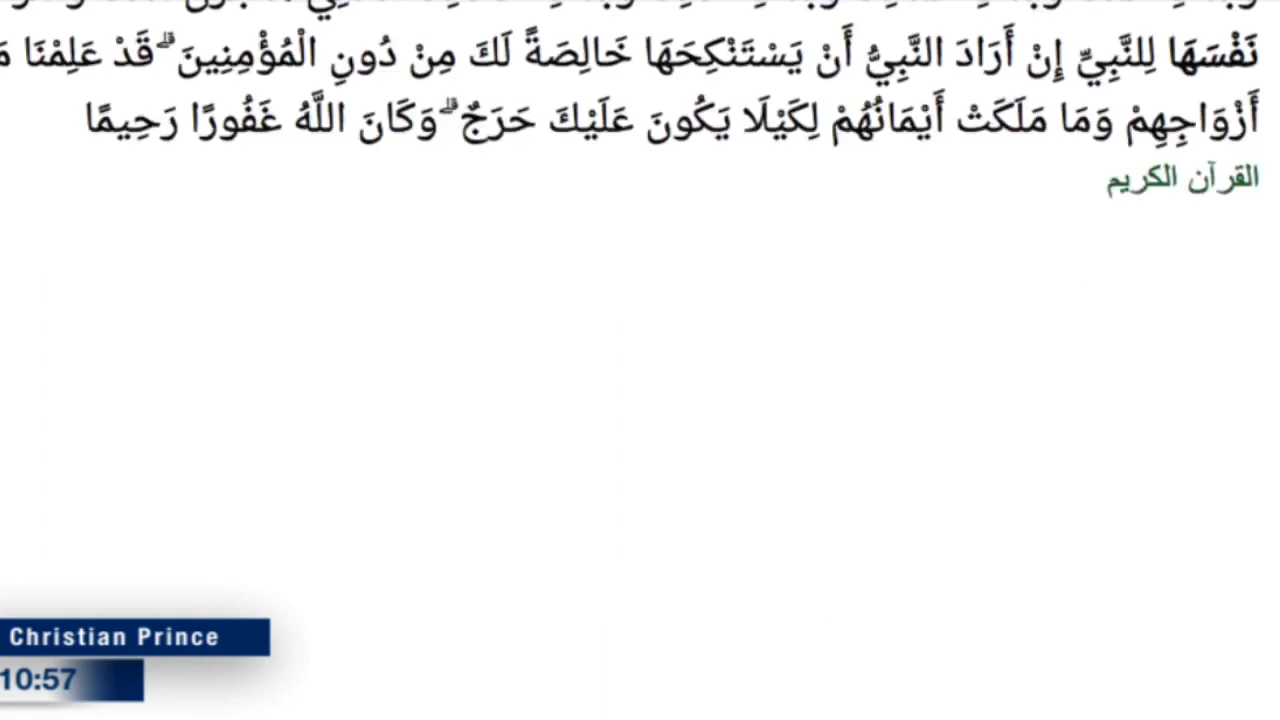 نَفْسَهَا لِلنَّبِيِّ إِنْ أَرَادَ النَّبِيُّ أَنْ يَسْتَنْكِحَهَا خَالِصَةً لَكَ مِنْ دُونِ الْمُؤْمِنِينَ ۗ قَدْ عَلِمْنَا
أَزْوَاجِهِمْ وَمَا مَلَكَتْ أَيْمَانُهُمْ لِكَيْلَا يَكُونَ عَلَيْكَ حَرَجٌ ۗ وَكَانَ اللَّهُ غَفُورًا رَحِيمًا
القرآن الكريم
Christian Prince
10:57